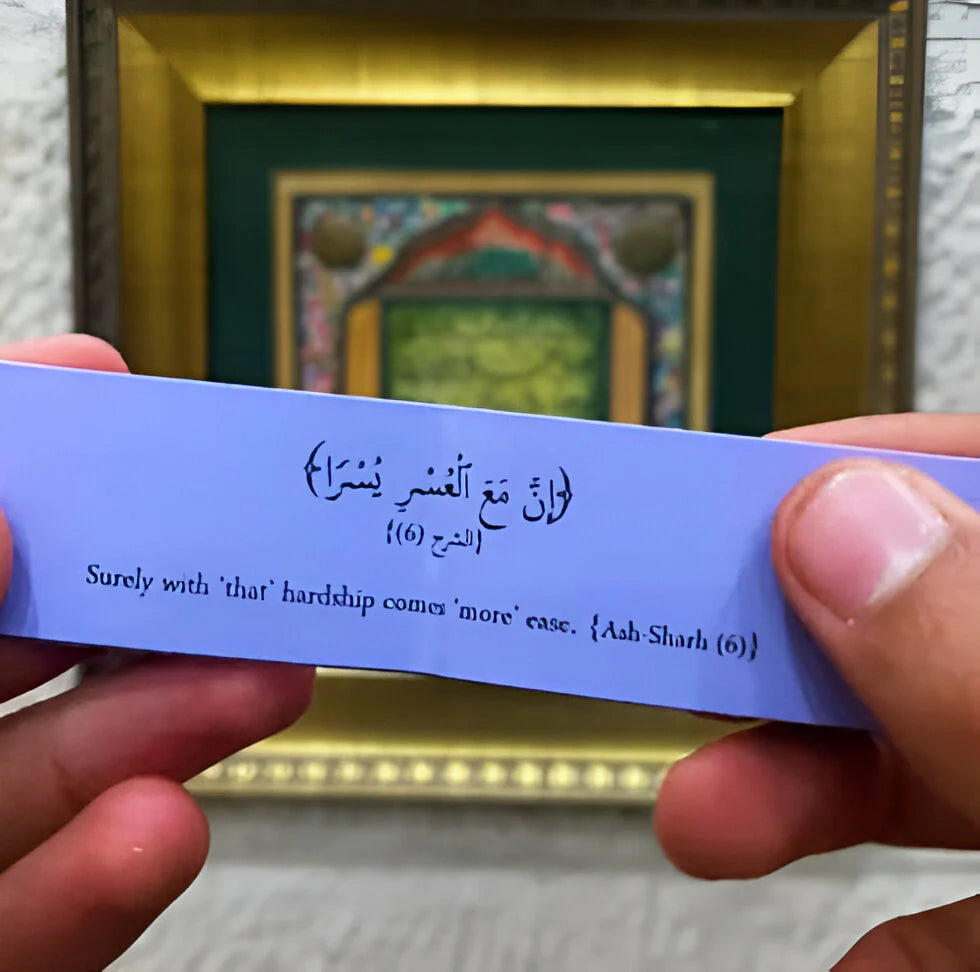 ﴿إِنَّ مَعَ ٱلْعُسْرِ يُسْرًا﴾
{الشرح (6)}
Surely with 'that' hardship comes 'more' ease. {Ash-Sharh (6)}